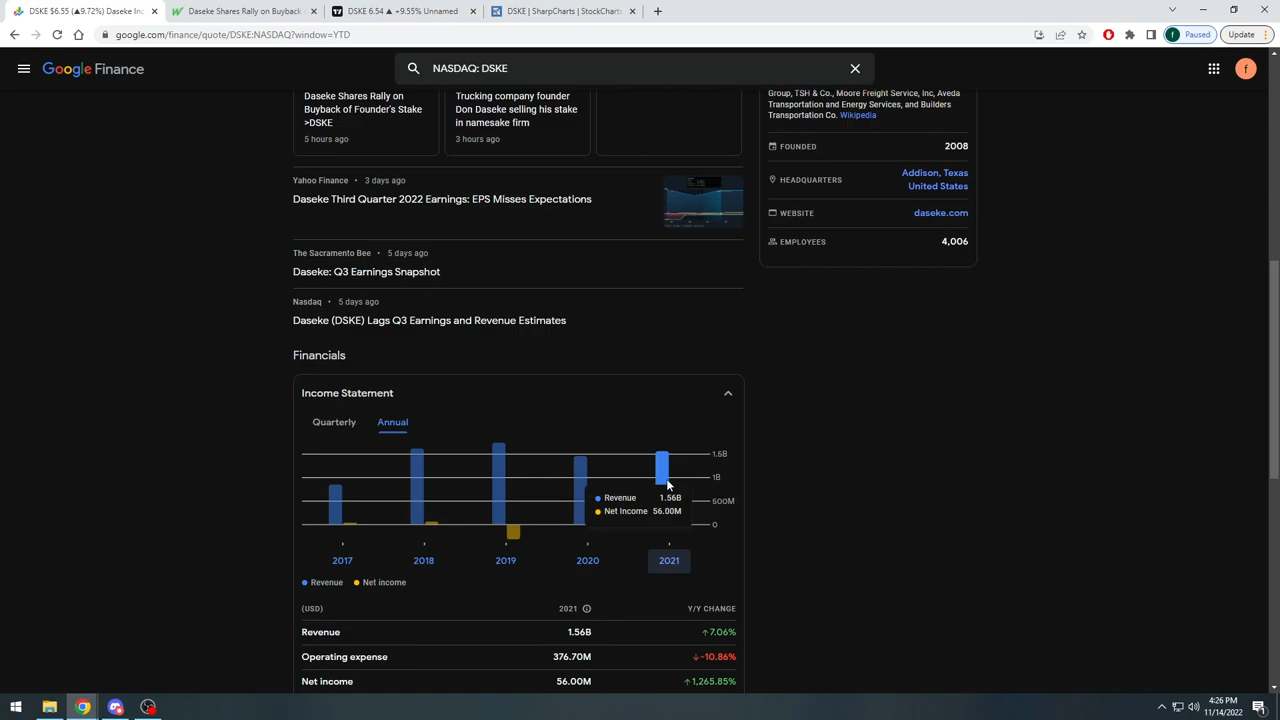 DSKE $6.55 (▲9.72%) Daseke Inc
Daseke Shares Rally on Buyback
DSKE 6.54 ▲ +9.55% Unnamed
DSKE | SharpCharts | StockCharts
google.com/finance/quote/DSKE:NASDAQ?window=YTD
f
Paused
Update
Google Finance
NASDAQ: DSKE
f
Daseke Shares Rally on
Buyback of Founder's Stake
>DSKE
5 hours ago
Trucking company founder
Don Daseke selling his stake
in namesake firm
3 hours ago
Group, TSH & Co., Moore Freight Service, Inc, Aveda
Transportation and Energy Services, and Builders
Transportation Co. Wikipedia
FOUNDED 2008
HEADQUARTERS Addison, Texas
United States
WEBSITE daseke.com
EMPLOYEES 4,006
Yahoo Finance • 3 days ago
Daseke Third Quarter 2022 Earnings: EPS Misses Expectations
The Sacramento Bee • 5 days ago
Daseke: Q3 Earnings Snapshot
Nasdaq • 5 days ago
Daseke (DSKE) Lags Q3 Earnings and Revenue Estimates
Financials
Income Statement
Quarterly Annual
1.5B
1B
500M
0
Revenue 1.56B
Net Income 56.00M
2017 2018 2019 2020 2021
Revenue Net income
(USD) 2021 Y/Y CHANGE
Revenue 1.56B ↑7.06%
Operating expense 376.70M ↓-10.86%
Net income 56.00M ↑1,265.85%
4:26 PM
11/14/2022
1